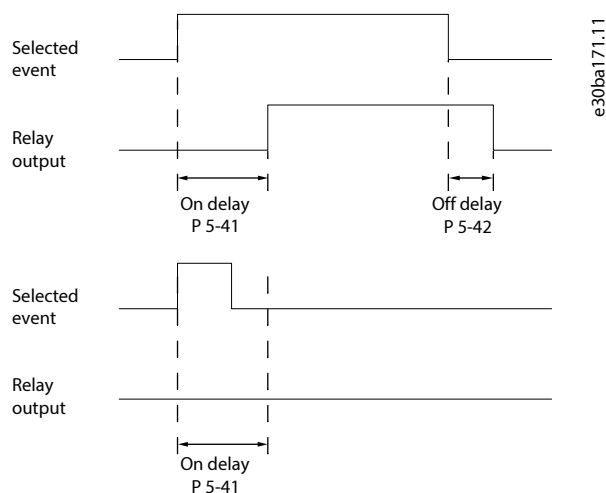 Selected
event
e30ba171.11
Relay
output
On delay
P 5-41
Off delay
P 5-42
Selected
event
Relay
output
On delay
P 5-41